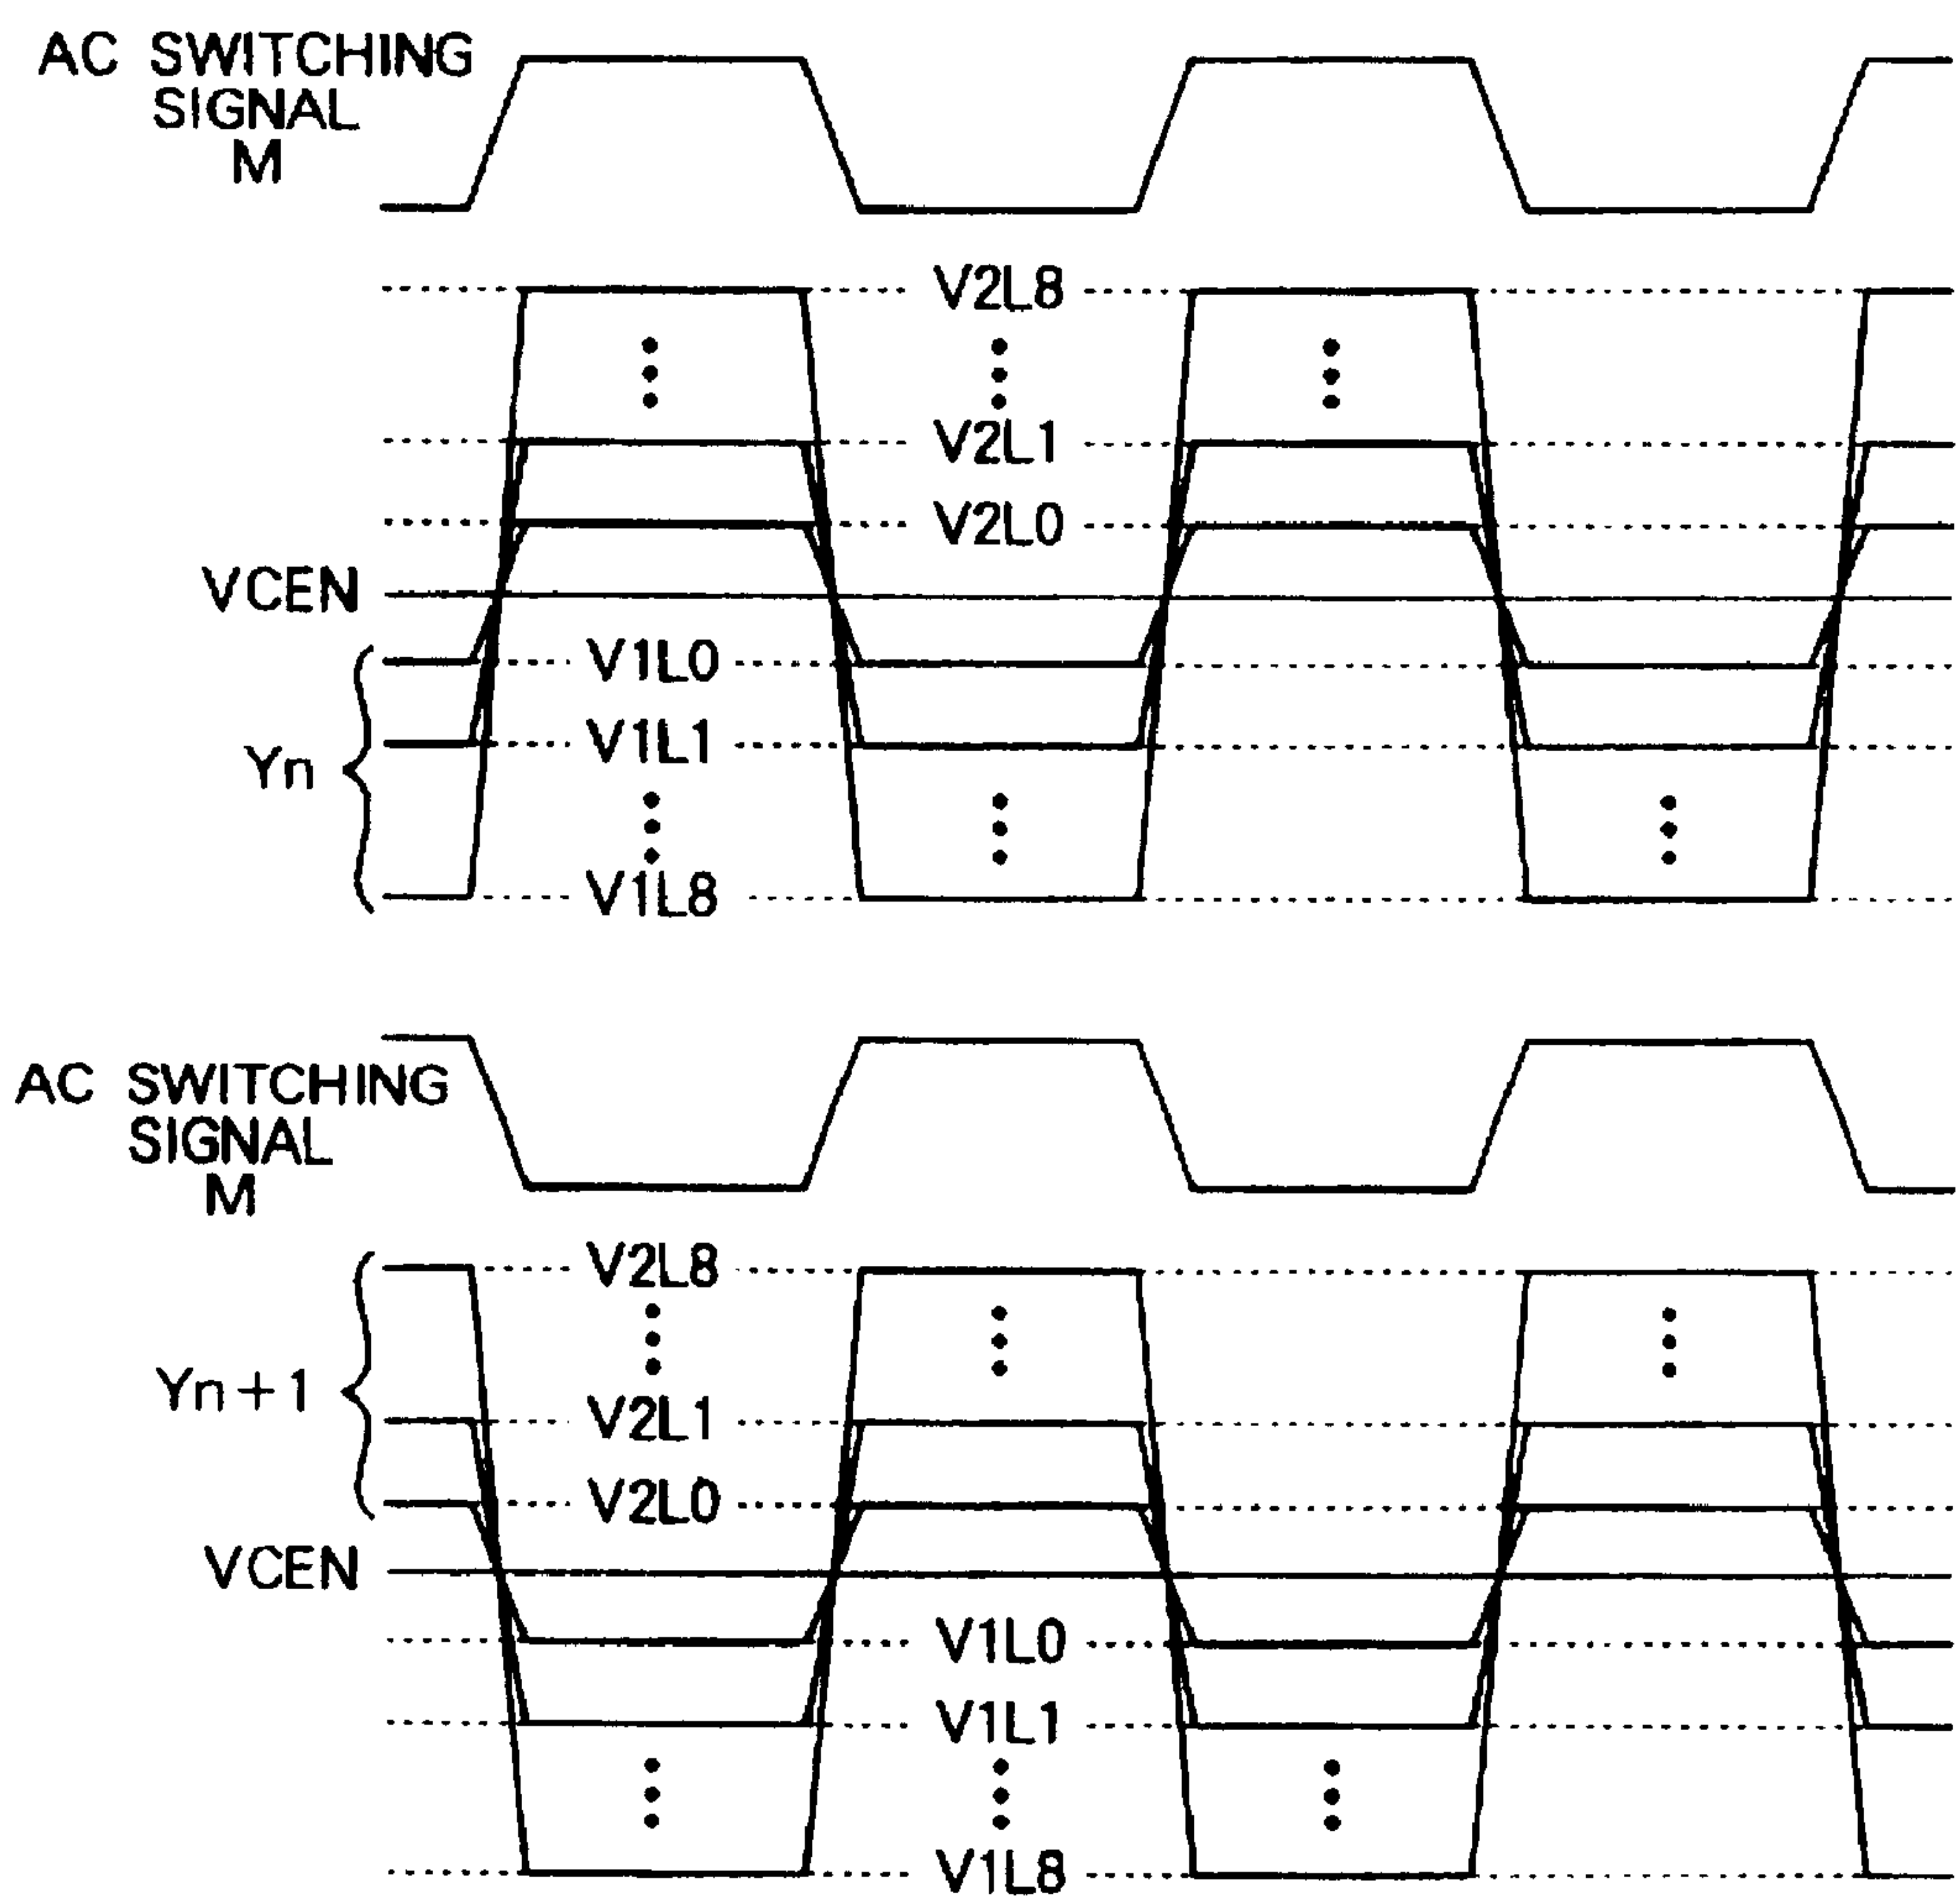 AC SWITCHING
SIGNAL
M
V2L8
V2L1
V2L0
VCEN
V1L0
Yn
V1L1
V1L8
AC SWITCHING
SIGNAL
M
V2L8
Yn+1
V2L1
V2L0
VCEN
V1L0
V1L1
V1L8